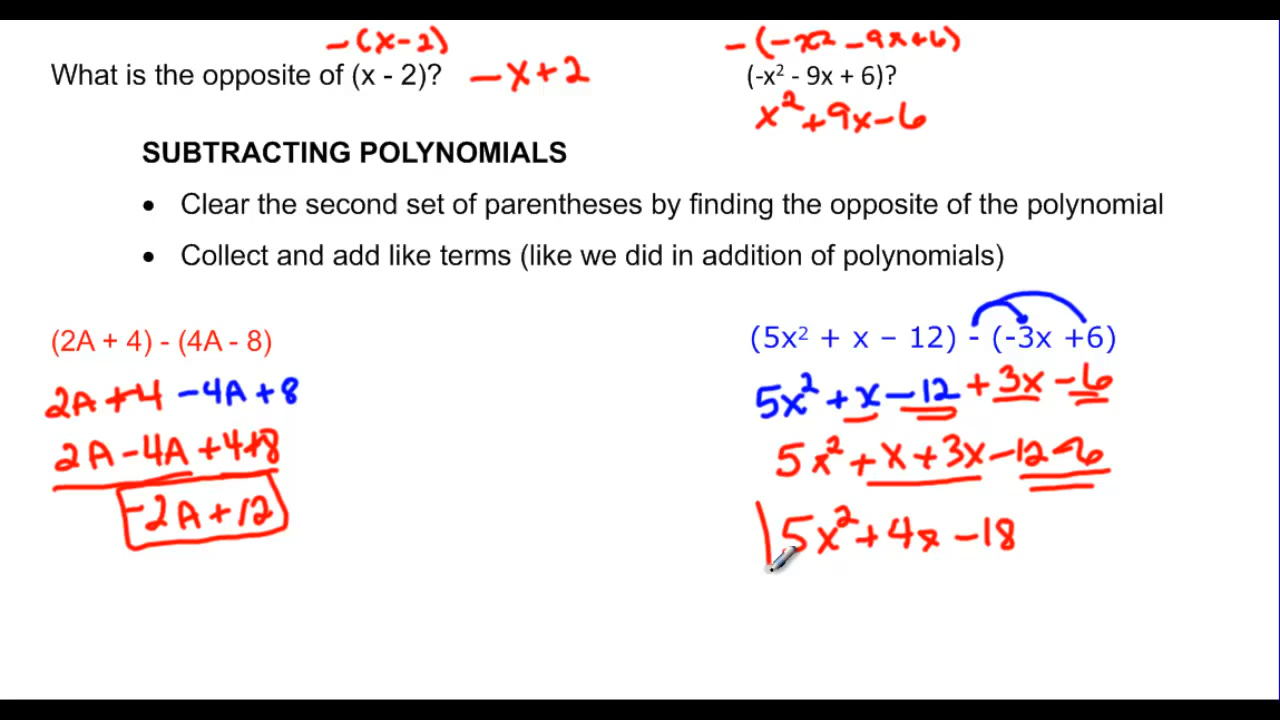 -(x-2) -(-x² -9x+6)
What is the opposite of (x - 2)? -x+2 (-x² - 9x + 6)?
x²+9x-6
SUBTRACTING POLYNOMIALS
• Clear the second set of parentheses by finding the opposite of the polynomial
• Collect and add like terms (like we did in addition of polynomials)
(2A + 4) - (4A - 8) (5x² + x – 12) - (-3x +6)
2A+4 -4A+8 5x²+x-12+3x-6
2A-4A+4+8 5x²+x+3x-12-6
-2A+12 5x²+4x-18